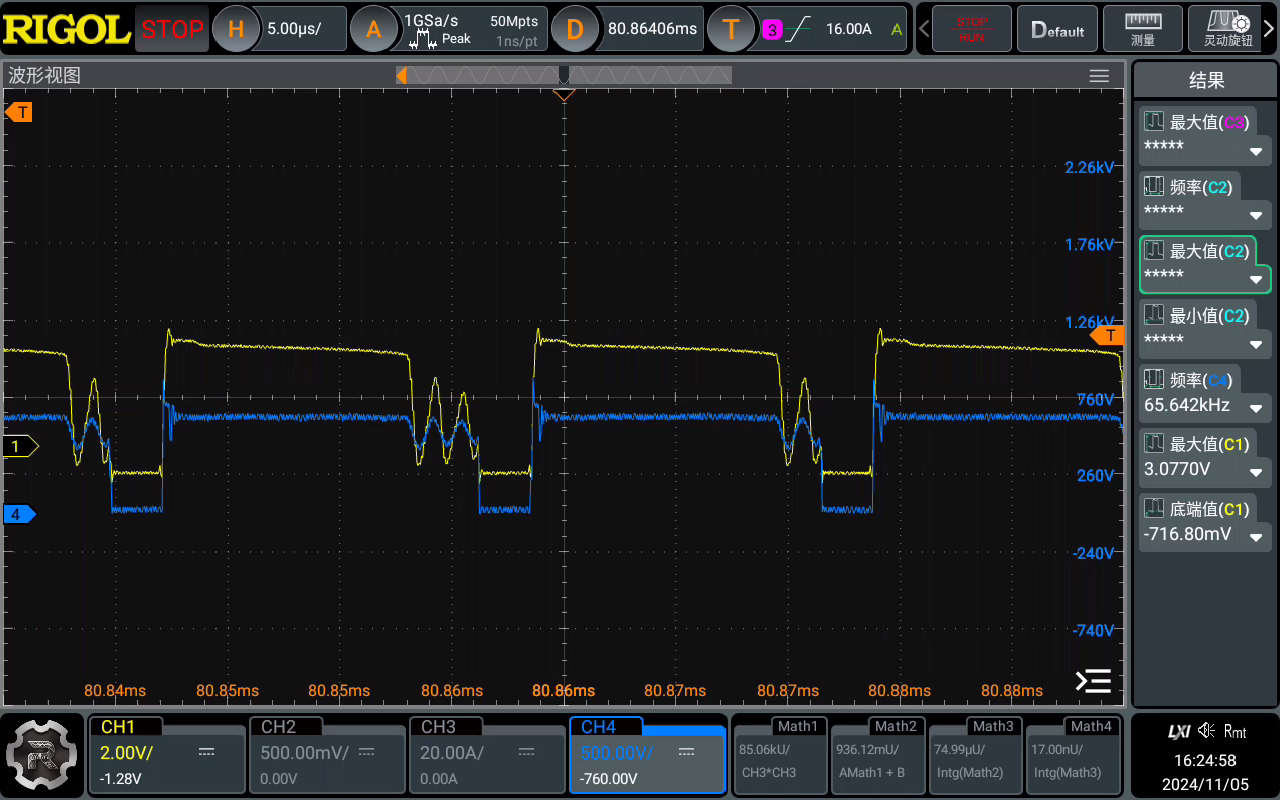 RIGOL
STOP
H
5.00μs/
A
1GSa/s
Peak
50Mpts
1ns/pt
D
80.86406ms
T
3
16.00A
A
STOP
RUN
Default
测量
灵动旋钮
波形视图
T
2.26kV
1.76kV
1.26kV
T
760V
260V
-240V
-740V
1
4
80.84ms
80.85ms
80.85ms
80.86ms
80.86ms
80.87ms
80.87ms
80.88ms
80.88ms
结果
最大值(C3)
*****
频率(C2)
*****
最大值(C2)
*****
最小值(C2)
*****
频率(C4)
65.642kHz
最大值(C1)
3.0770V
底端值(C1)
-716.80mV
R
CH1
2.00V/
-1.28V
CH2
500.00mV/
0.00V
CH3
20.00A/
0.00A
CH4
500.00V/
-760.00V
Math1
85.06kU/
CH3*CH3
Math2
936.12mU/
AMath1 + B
Math3
74.99μU/
Intg(Math2)
Math4
17.00nU/
Intg(Math3)
LXI
Rmt
16:24:58
2024/11/05